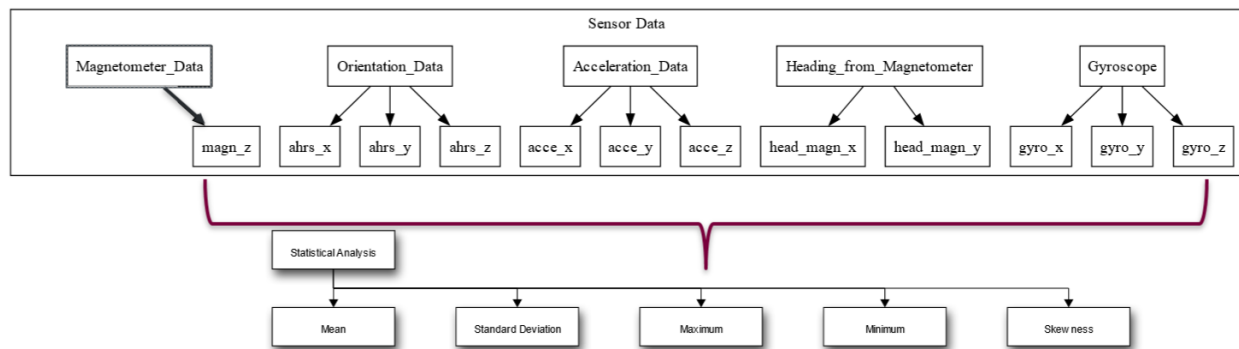 Sensor Data
Magnetometer_Data Orientation_Data Acceleration_Data Heading_from_Magnetometer Gyroscope
magn_z ahrs_x ahrs_y ahrs_z acce_x acce_y acce_z head_magn_x head_magn_y gyro_x gyro_y gyro_z
Statistical Analysis
Mean Standard Deviation Maximum Minimum Skew ness